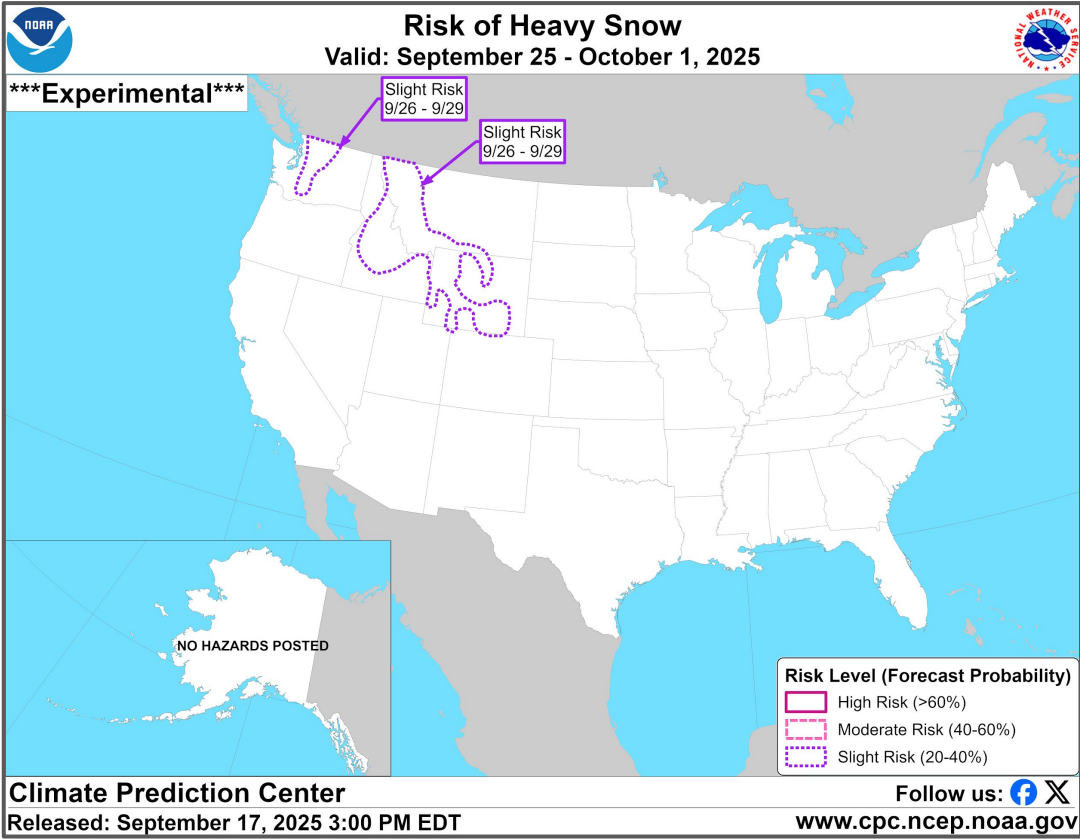 NOAA
Risk of Heavy Snow
Valid: September 25 - October 1, 2025
NATIONAL WEATHER SERVICE
***Experimental***
Slight Risk
9/26 - 9/29
Slight Risk
9/26 - 9/29
NO HAZARDS POSTED
Risk Level (Forecast Probability)
High Risk (>60%)
Moderate Risk (40-60%)
Slight Risk (20-40%)
Climate Prediction Center
Follow us:
Released: September 17, 2025 3:00 PM EDT
www.cpc.ncep.noaa.gov